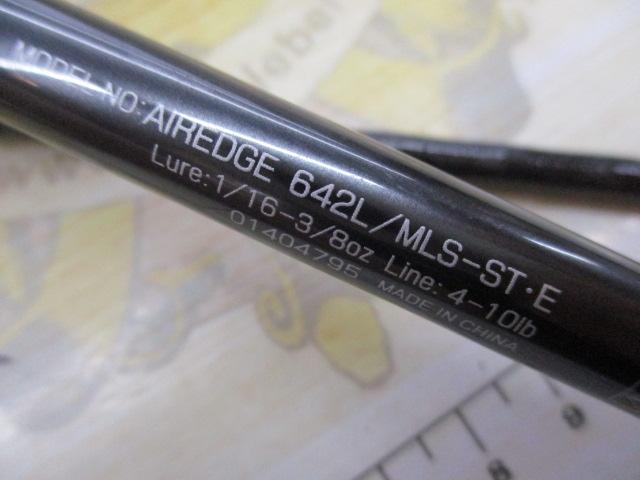 MODEL NO:AIREDGE 642L/MLS-ST・E
Lure:1/16-3/8oz Line: 4-10lb
01404795 MADE IN CHINA